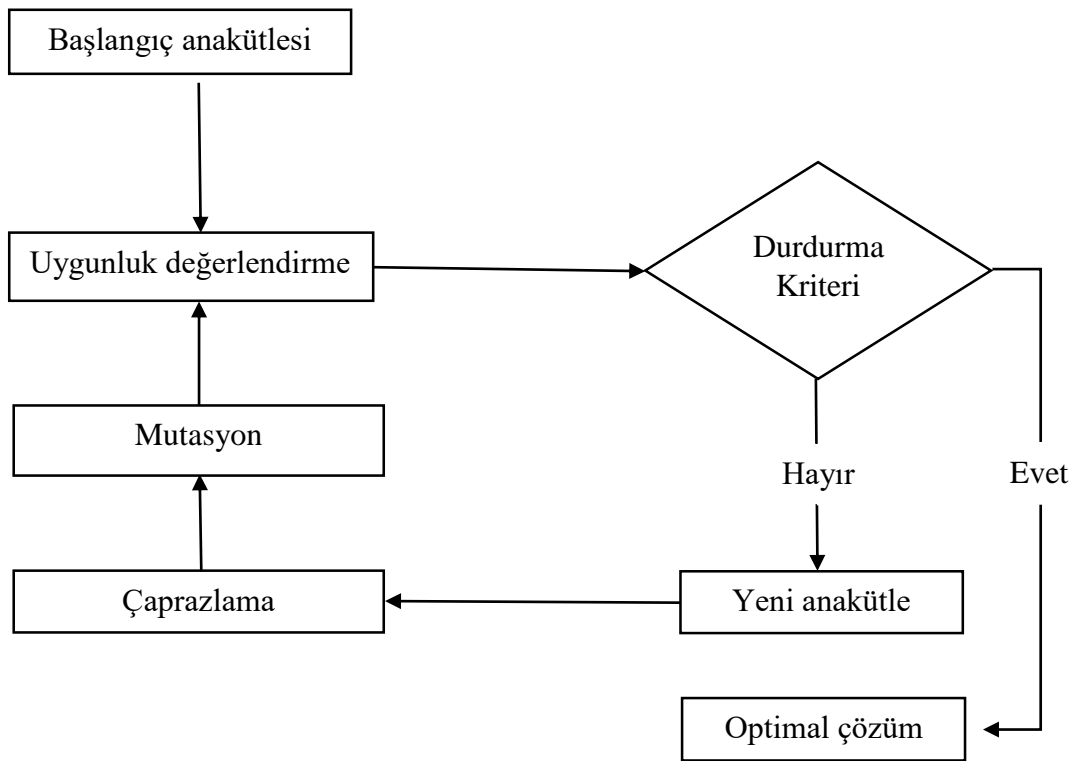 Başlangıç anakütlesi
Uygunluk değerlendirme
Durdurma
Kriteri
Mutasyon
Hayır
Evet
Çaprazlama
Yeni anakütle
Optimal çözüm